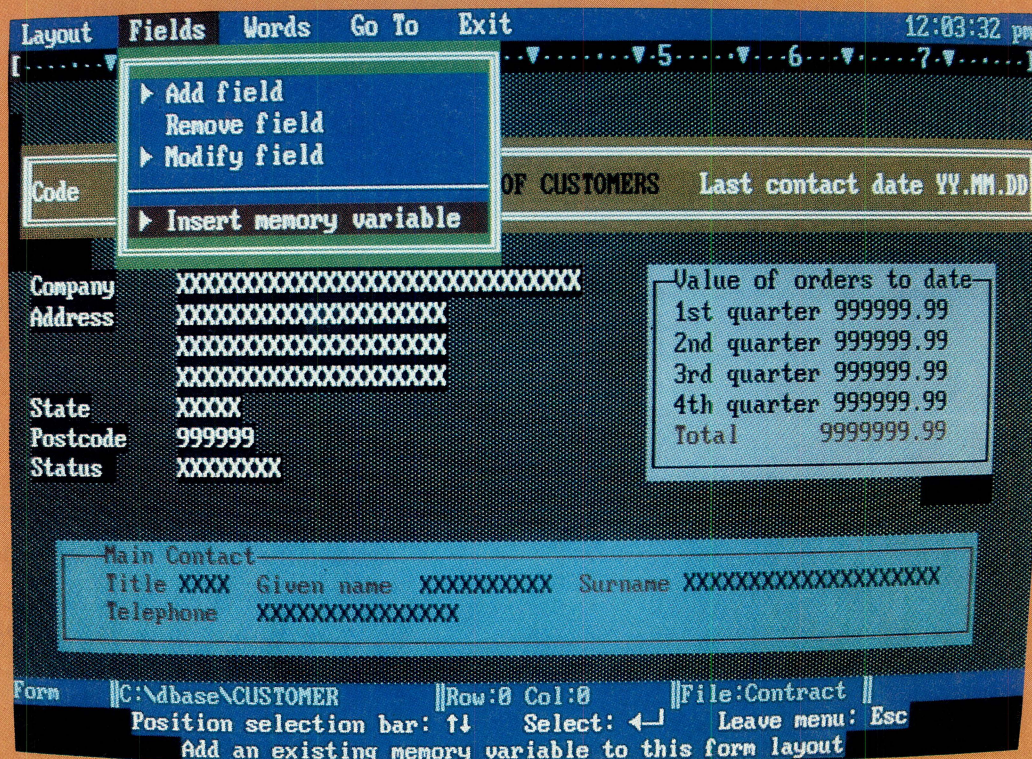 Layout Fields Words Go To Exit 12:03:32 pm
[·······▼ ··▼·······▼·5·····▼···6···▼·····7·▼······]
► Add field
Remove field
► Modify field
Code OF CUSTOMERS Last contact date YY.MM.DD
► Insert memory variable
Company XXXXXXXXXXXXXXXXXXXXXXXXXXXXXX
Value of orders to date
Address XXXXXXXXXXXXXXXXXXXX
1st quarter 999999.99
XXXXXXXXXXXXXXXXXXXX
2nd quarter 999999.99
XXXXXXXXXXXXXXXXXXXX
3rd quarter 999999.99
State XXXXX
4th quarter 999999.99
Postcode 999999
Total 9999999.99
Status XXXXXXXX
Main Contact
Title XXXX Given name XXXXXXXXXX Surname XXXXXXXXXXXXXXXXXXXX
Telephone XXXXXXXXXXXXXXX
Form ║C:\dbase\CUSTOMER ║Row:0 Col:0 ║File:Contract ║
Position selection bar: ↑↓ Select: ←┘ Leave menu: Esc
Add an existing memory variable to this form layout